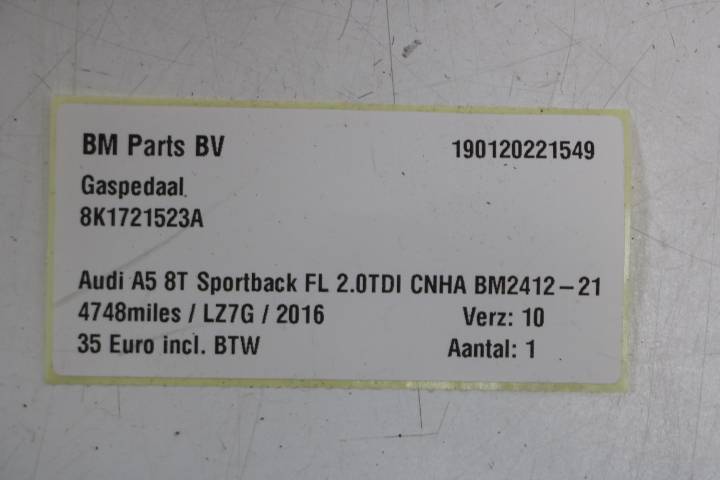 BM Parts BV 190120221549
Gaspedaal
8K1721523A
Audi A5 8T Sportback FL 2.0TDI CNHA BM2412-21
4748miles / LZ7G / 2016 Verz: 10
35 Euro incl. BTW Aantal: 1